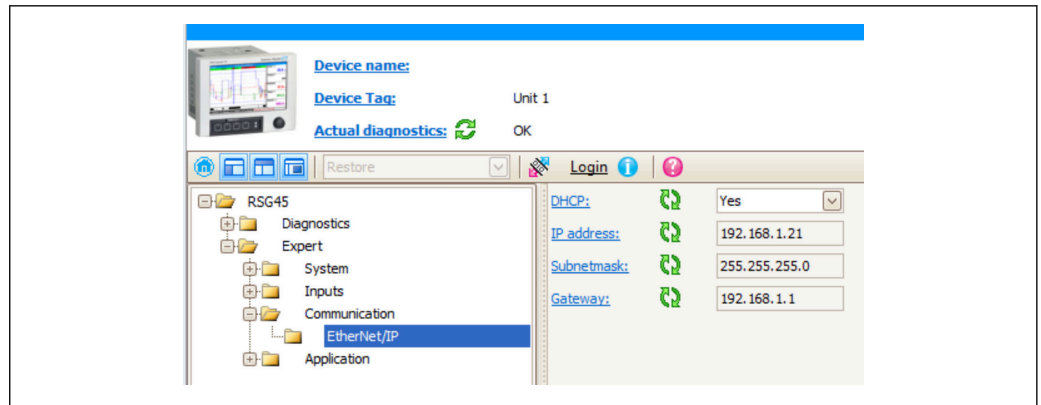 Device name:
Device Tag: Unit 1
Actual diagnostics: OK
Restore Login
RSG45
Diagnostics
Expert
System
Inputs
Communication
EtherNet/IP
Application
DHCP: Yes
IP address: 192.168.1.21
Subnetmask: 255.255.255.0
Gateway: 192.168.1.1